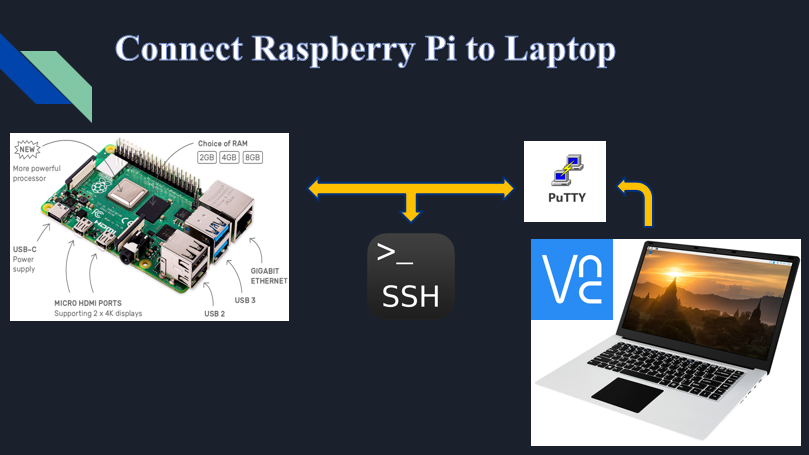 Connect Raspberry Pi to Laptop
NEW
More powerful
processor
Choice of RAM
2GB 4GB 8GB
USB-C
Power
supply
MICRO HDMI PORTS
Supporting 2 x 4K displays
USB 2
USB 3
GIGABIT
ETHERNET
>_
SSH
PuTTY
Vnc